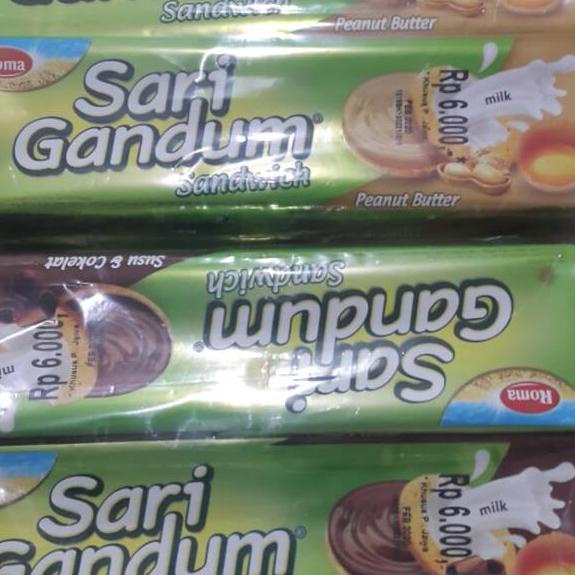 Sandwich
Peanut Butter
Roma
Sari
Gandum
Sandwich
Peanut Butter
milk
Rp 6.000,-*
Susu & Cokelat
Sandwich
Gandum
Sari
Roma
Rp 6.000,
Sari
Gandum
milk
Rp 6.000,